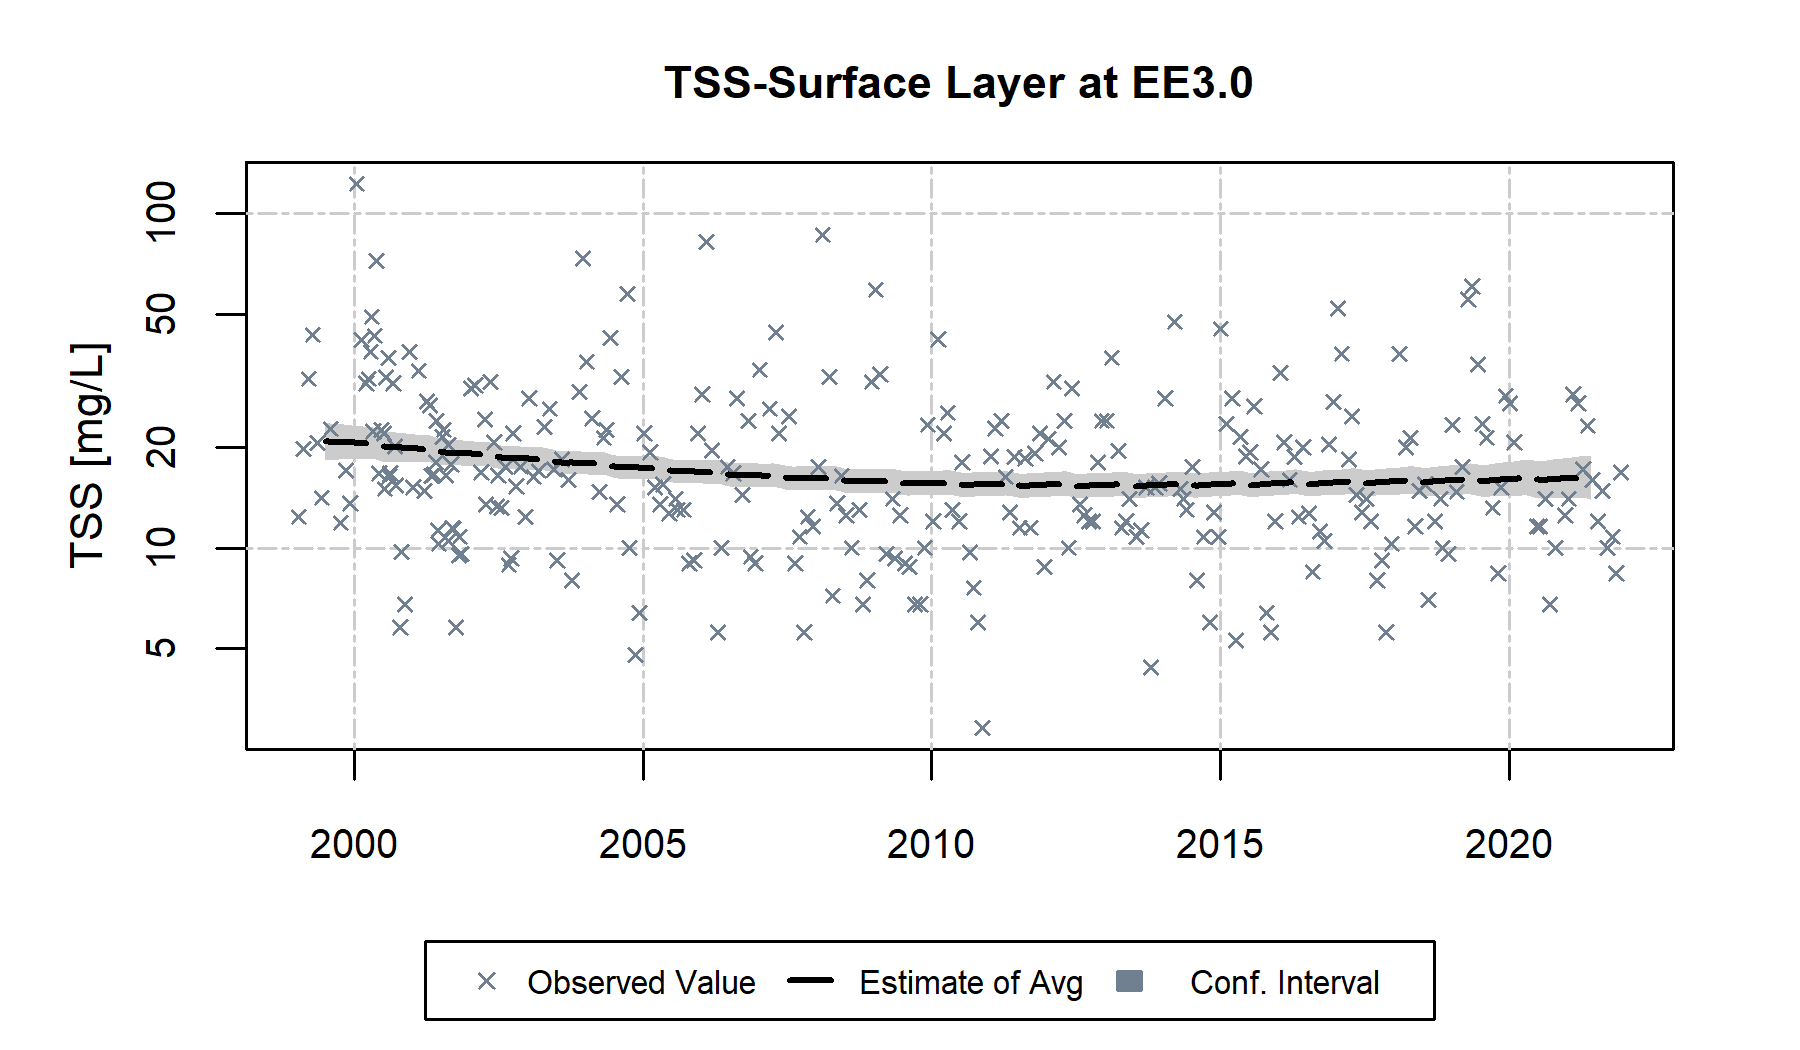 TSS-Surface Layer at EE3.0
TSS [mg/L]
100
50
20
10
5
2000 2005 2010 2015 2020
Observed Value Estimate of Avg Conf. Interval